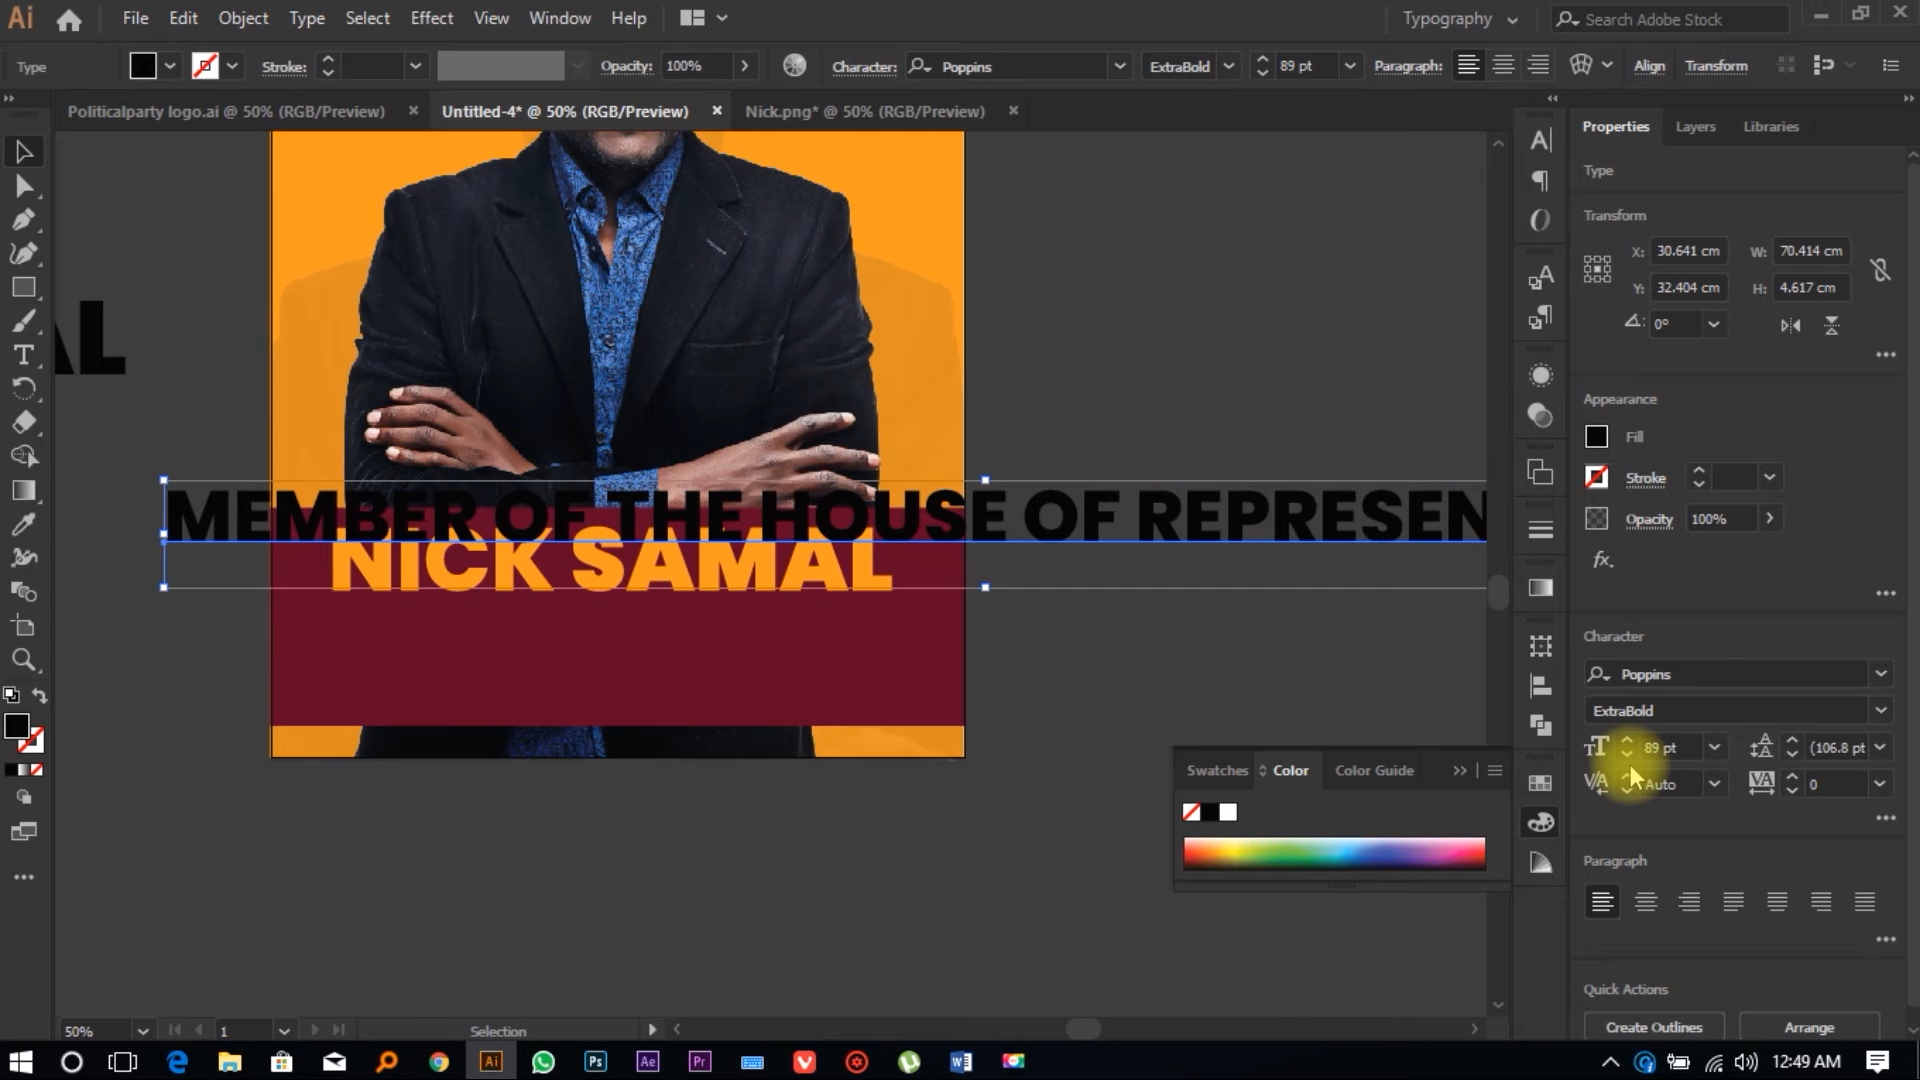 Ai File Edit Object Type Select Effect View Window Help Typography Search Adobe Stock
Type Stroke: Opacity: 100% Character: Poppins ExtraBold 89 pt Paragraph: Align Transform
Politicalparty logo.ai @ 50% (RGB/Preview) Untitled-4* @ 50% (RGB/Preview) Nick.png* @ 50% (RGB/Preview)
Properties Layers Libraries
Type
Transform
X: 30.641 cm W: 70.414 cm
Y: 32.404 cm H: 4.617 cm
0°
Appearance
Fill
Stroke
Opacity 100%
fx.
AL
MEMBER OF THE HOUSE OF REPRESEN
NICK SAMAL
Character
Poppins
ExtraBold
89 pt (106.8 pt
Auto 0
Swatches Color Color Guide
Paragraph
Quick Actions
Create Outlines Arrange
50% 1 Selection
Ai Ps Ae Pr 12:49 AM